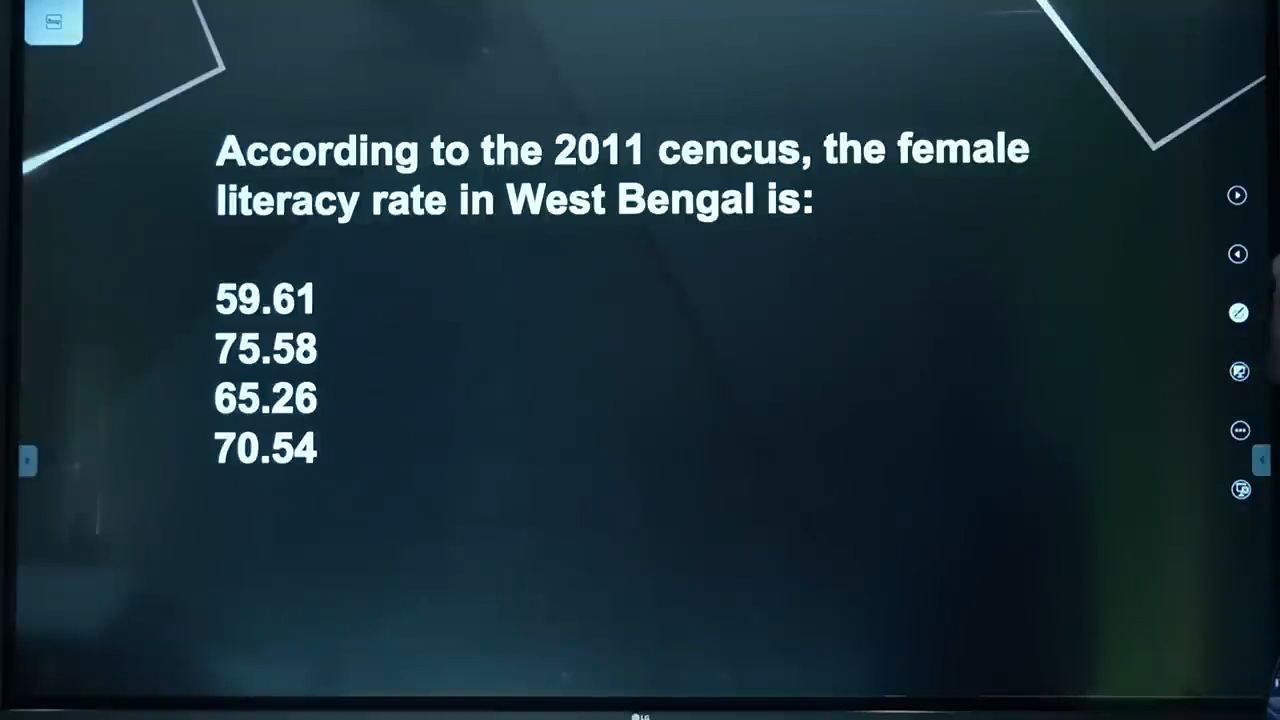 According to the 2011 cencus, the female
literacy rate in West Bengal is:
59.61
75.58
65.26
70.54
LG